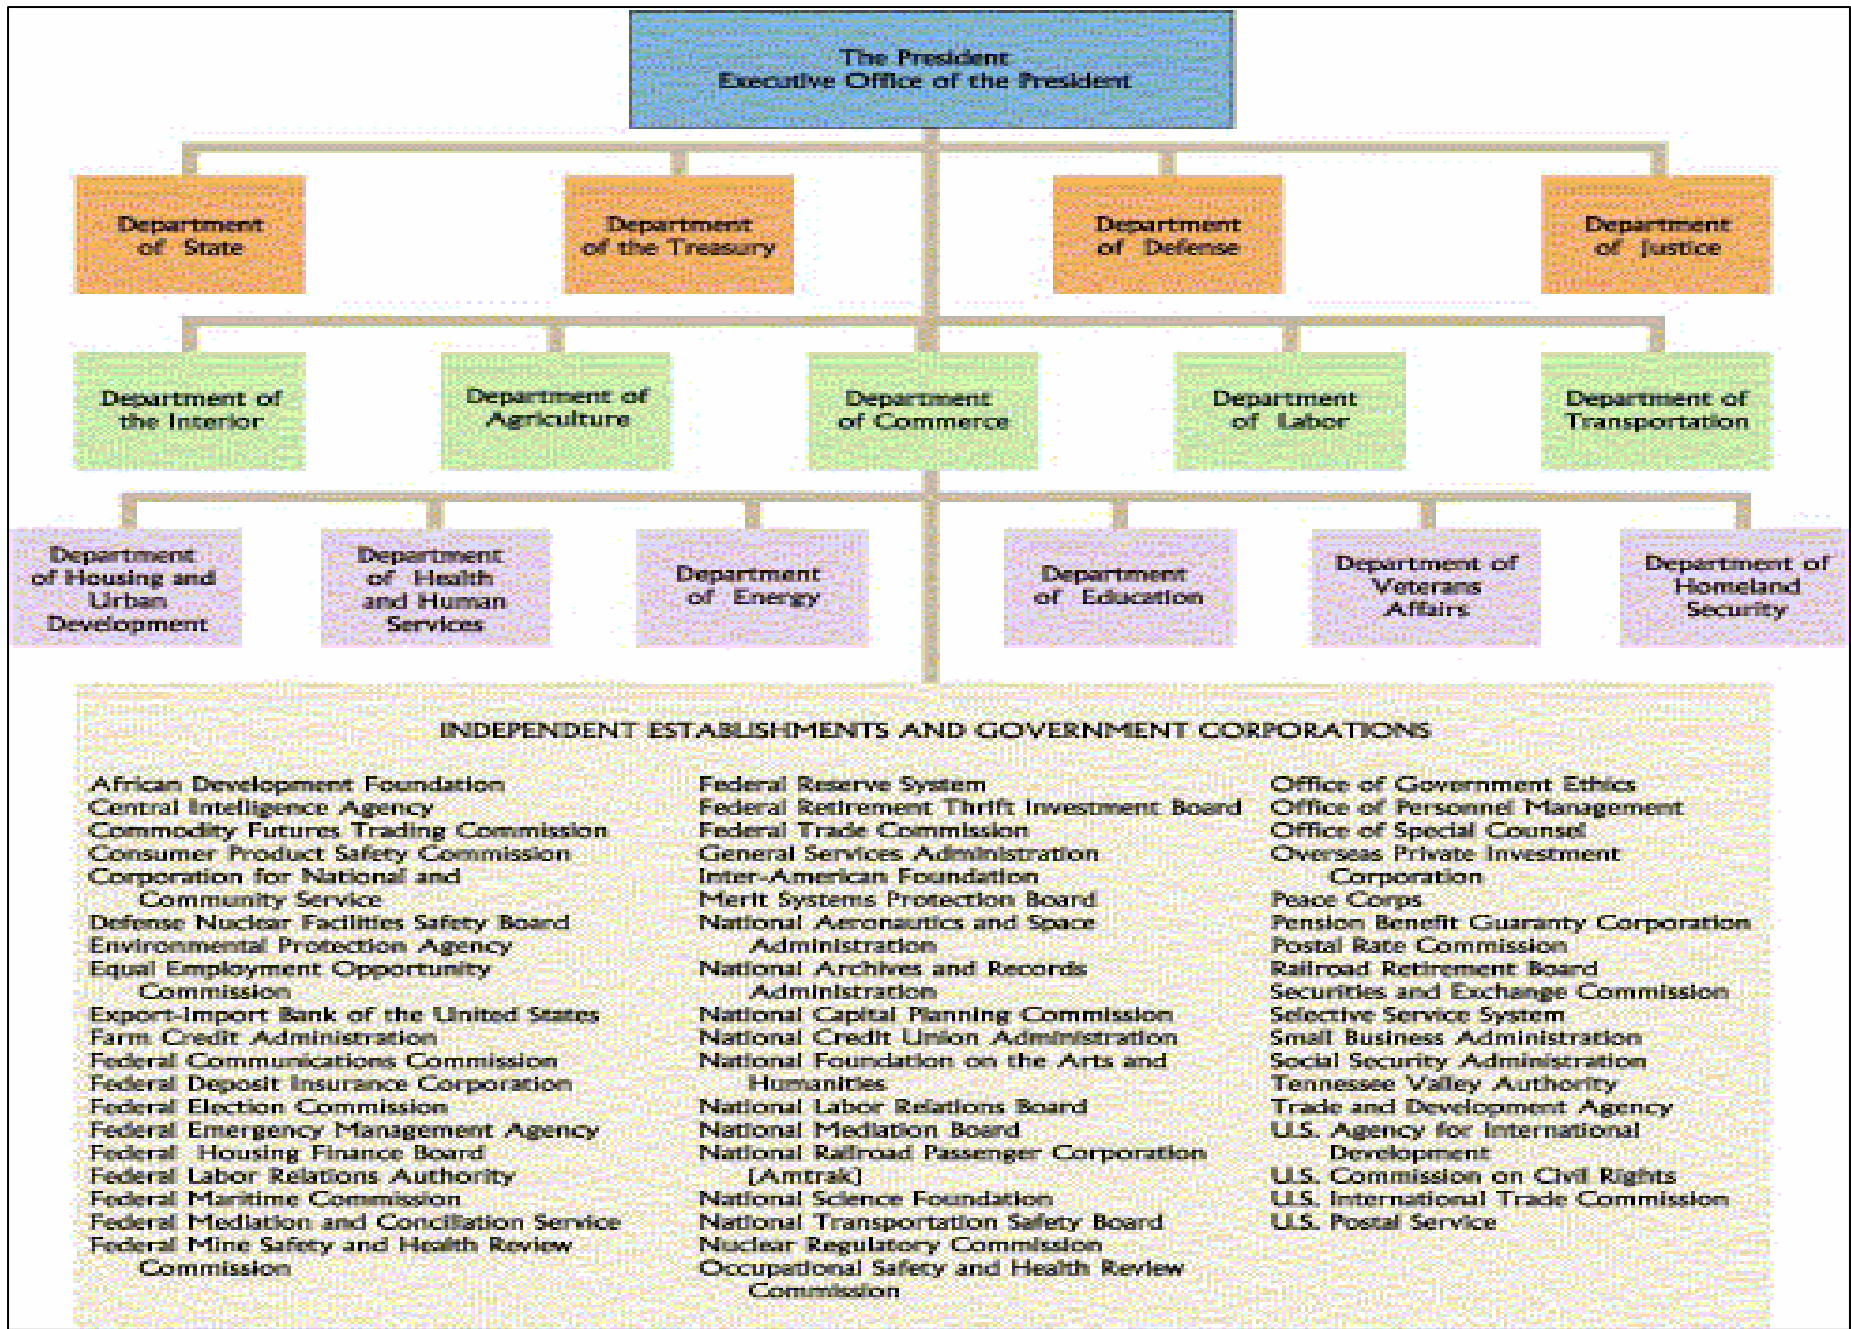 The President
Executive Office of the President
Department
of State
Department
of the Treasury
Department
of Defense
Department
of Justice
Department of
the Interior
Department of
Agriculture
Department
of Commerce
Department
of Labor
Department of
Transportation
Department
of Housing and
Urban
Development
Department
of Health
and Human
Services
Department
of Energy
Department
of Education
Department of
Veterans
Affairs
Department of
Homeland
Security
INDEPENDENT ESTABLISHMENTS AND GOVERNMENT CORPORATIONS
African Development Foundation
Central Intelligence Agency
Commodity Futures Trading Commission
Consumer Product Safety Commission
Corporation for National and
Community Service
Defense Nuclear Facilities Safety Board
Environmental Protection Agency
Equal Employment Opportunity
Commission
Export-Import Bank of the United States
Farm Credit Administration
Federal Communications Commission
Federal Deposit Insurance Corporation
Federal Election Commission
Federal Emergency Management Agency
Federal Housing Finance Board
Federal Labor Relations Authority
Federal Maritime Commission
Federal Mediation and Conciliation Service
Federal Mine Safety and Health Review
Commission
Federal Reserve System
Federal Retirement Thrift Investment Board
Federal Trade Commission
General Services Administration
Inter-American Foundation
Merit Systems Protection Board
National Aeronautics and Space
Administration
National Archives and Records
Administration
National Capital Planning Commission
National Credit Union Administration
National Foundation on the Arts and
Humanities
National Labor Relations Board
National Mediation Board
National Railroad Passenger Corporation
[Amtrak]
National Science Foundation
National Transportation Safety Board
Nuclear Regulatory Commission
Occupational Safety and Health Review
Commission
Office of Government Ethics
Office of Personnel Management
Office of Special Counsel
Overseas Private Investment
Corporation
Peace Corps
Pension Benefit Guaranty Corporation
Postal Rate Commission
Railroad Retirement Board
Securities and Exchange Commission
Selective Service System
Small Business Administration
Social Security Administration
Tennessee Valley Authority
Trade and Development Agency
U.S. Agency for International
Development
U.S. Commission on Civil Rights
U.S. International Trade Commission
U.S. Postal Service